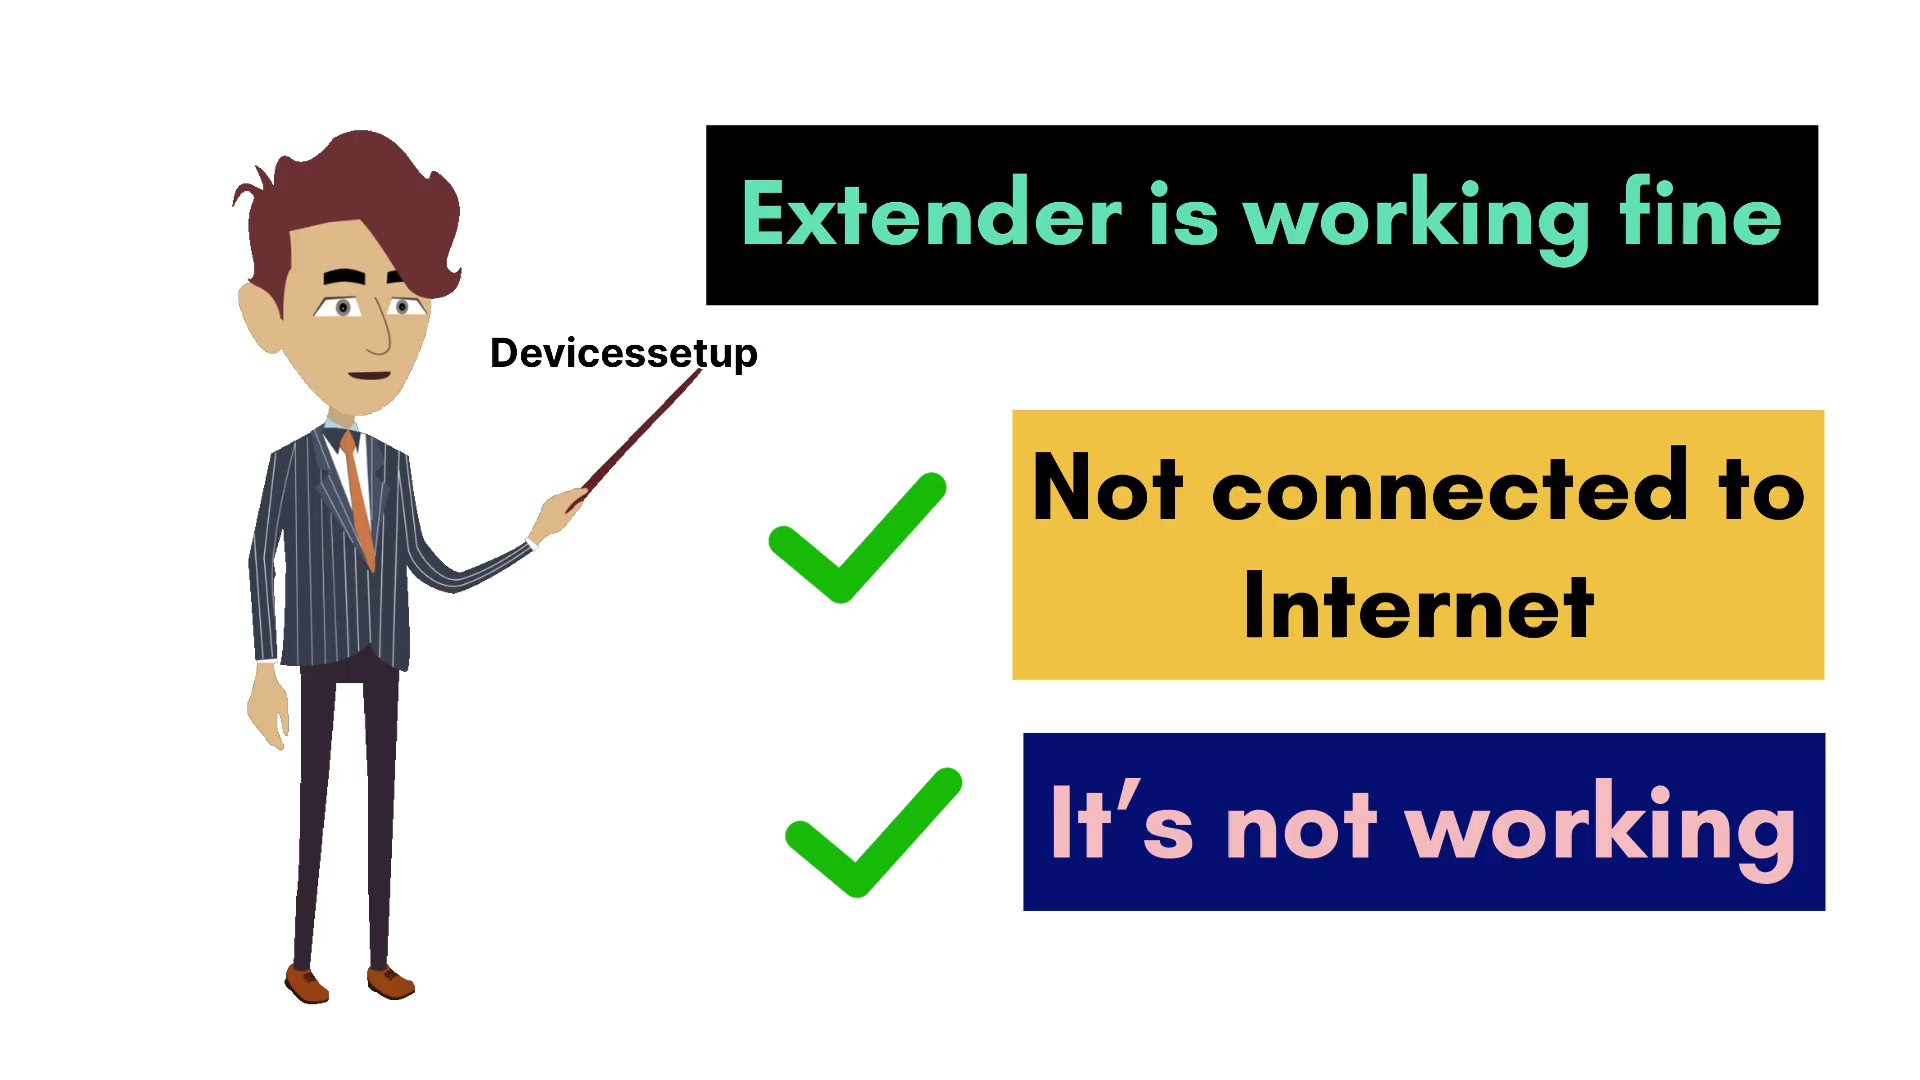 Extender is working fine
Devicessetup
Not connected to
Internet
It’s not working